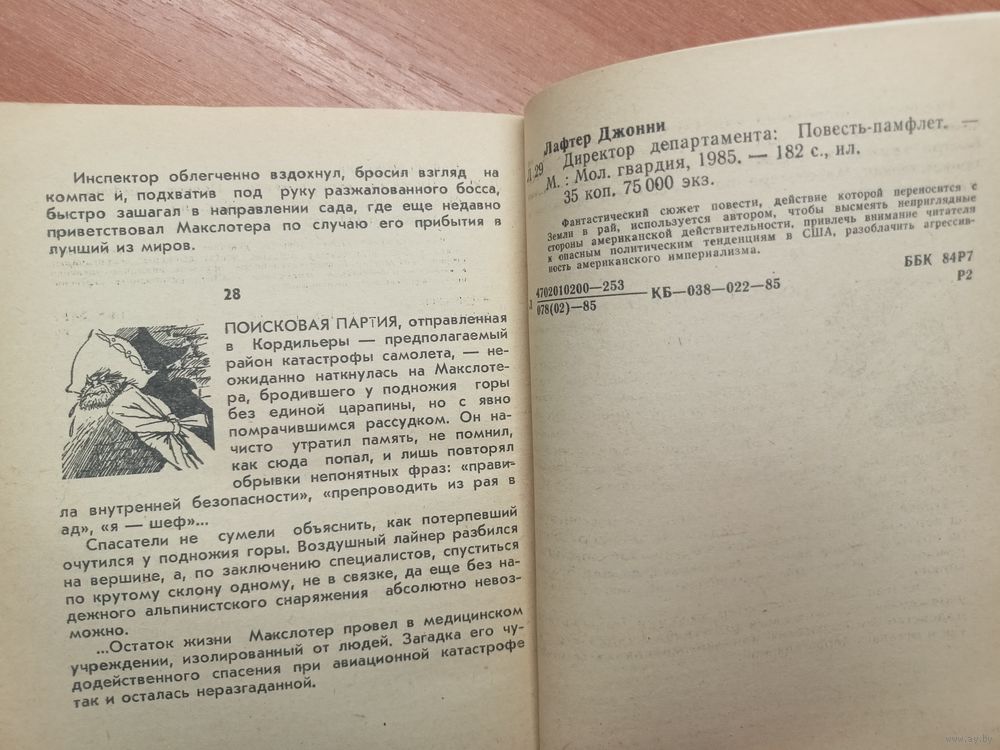 Инспектор облегченно вздохнул, бросил взгляд на
компас и, подхватив под руку разжалованного босса,
быстро зашагал в направлении сада, где еще недавно
приветствовал Макслотера по случаю его прибытия в
лучший из миров.
28
ПОИСКОВАЯ ПАРТИЯ, отправленная
в Кордильеры — предполагаемый
район катастрофы самолета, — не-
ожиданно наткнулась на Макслоте-
ра, бродившего у подножия горы
без единой царапины, но с явно
помрачившимся рассудком. Он на-
чисто утратил память, не помнил,
как сюда попал, и лишь повторял
обрывки непонятных фраз: «прави-
ла внутренней безопасности», «препроводить из рая в
ад», «я — шеф»...
Спасатели не сумели объяснить, как потерпевший
очутился у подножия горы. Воздушный лайнер разбился
на вершине, а, по заключению специалистов, спуститься
по крутому склону одному, не в связке, да еще без на-
дежного альпинистского снаряжения абсолютно невоз-
можно.
...Остаток жизни Макслотер провел в медицинском
учреждении, изолированный от людей. Загадка его чу-
додейственного спасения при авиационной катастрофе
так и осталась неразгаданной.
Лафтер Джонни
Д 29 Директор департамента: Повесть-памфлет. —
М.: Мол. гвардия, 1985. — 182 с., ил.
35 коп. 75 000 экз.
Фантастический сюжет повести, действие которой переносится с
Земли в рай, используется автором, чтобы высмеять неприглядные
стороны американской действительности, привлечь внимание читателя
к опасным политическим тенденциям в США, разоблачить агрессив-
ность американского империализма.
4702010200—253
078(02)—85
КБ—038—022—85
ББК 84Р7
Р2
www.ay.by